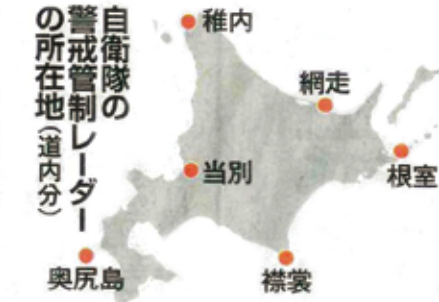 自衛隊の
警戒管制レーダー
の所在地(道内分)
稚内
網走
根室
当別
奥尻島
襟裳